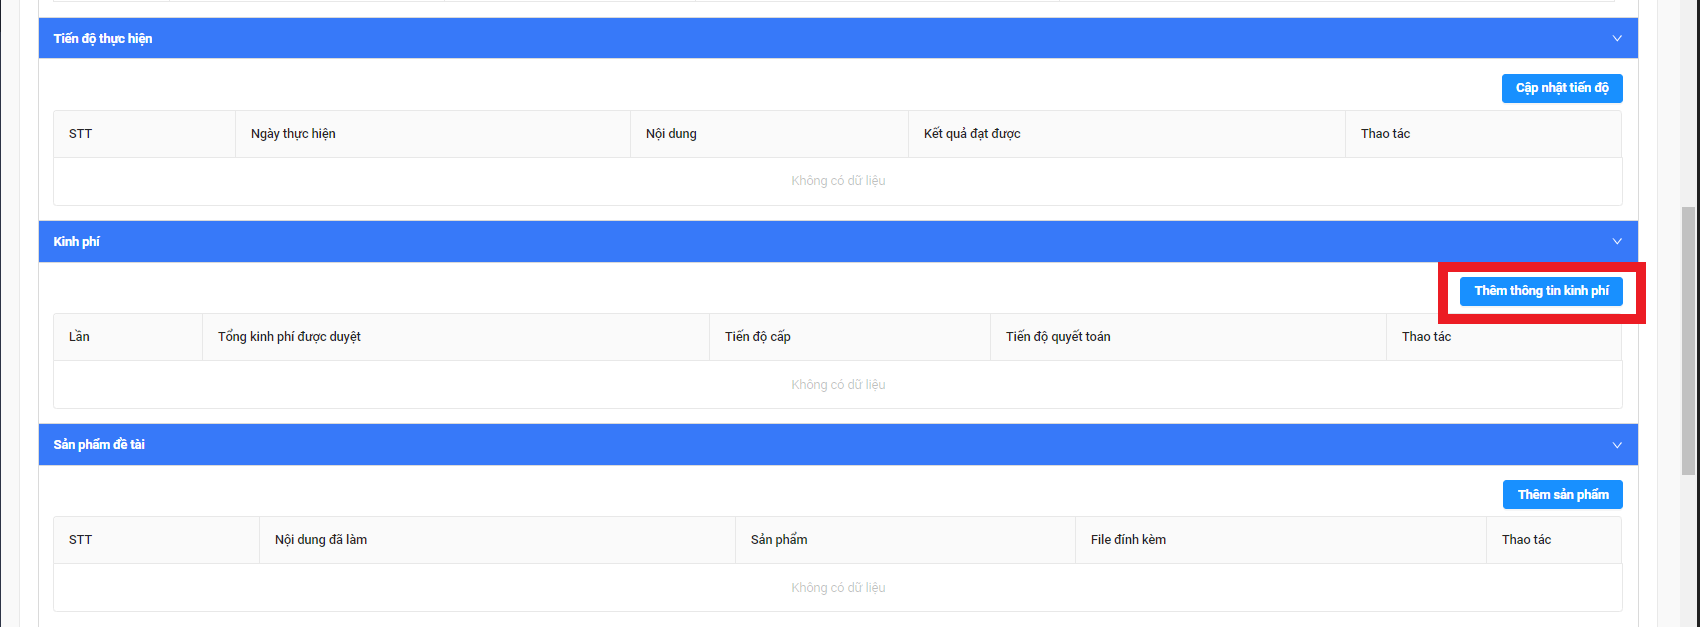 Tiến độ thực hiện
Cập nhật tiến độ
STT Ngày thực hiện Nội dung Kết quả đạt được Thao tác
Không có dữ liệu
Kinh phí
Thêm thông tin kinh phí
Lần Tổng kinh phí được duyệt Tiến độ cấp Tiến độ quyết toán Thao tác
Không có dữ liệu
Sản phẩm đề tài
Thêm sản phẩm
STT Nội dung đã làm Sản phẩm File đính kèm Thao tác
Không có dữ liệu